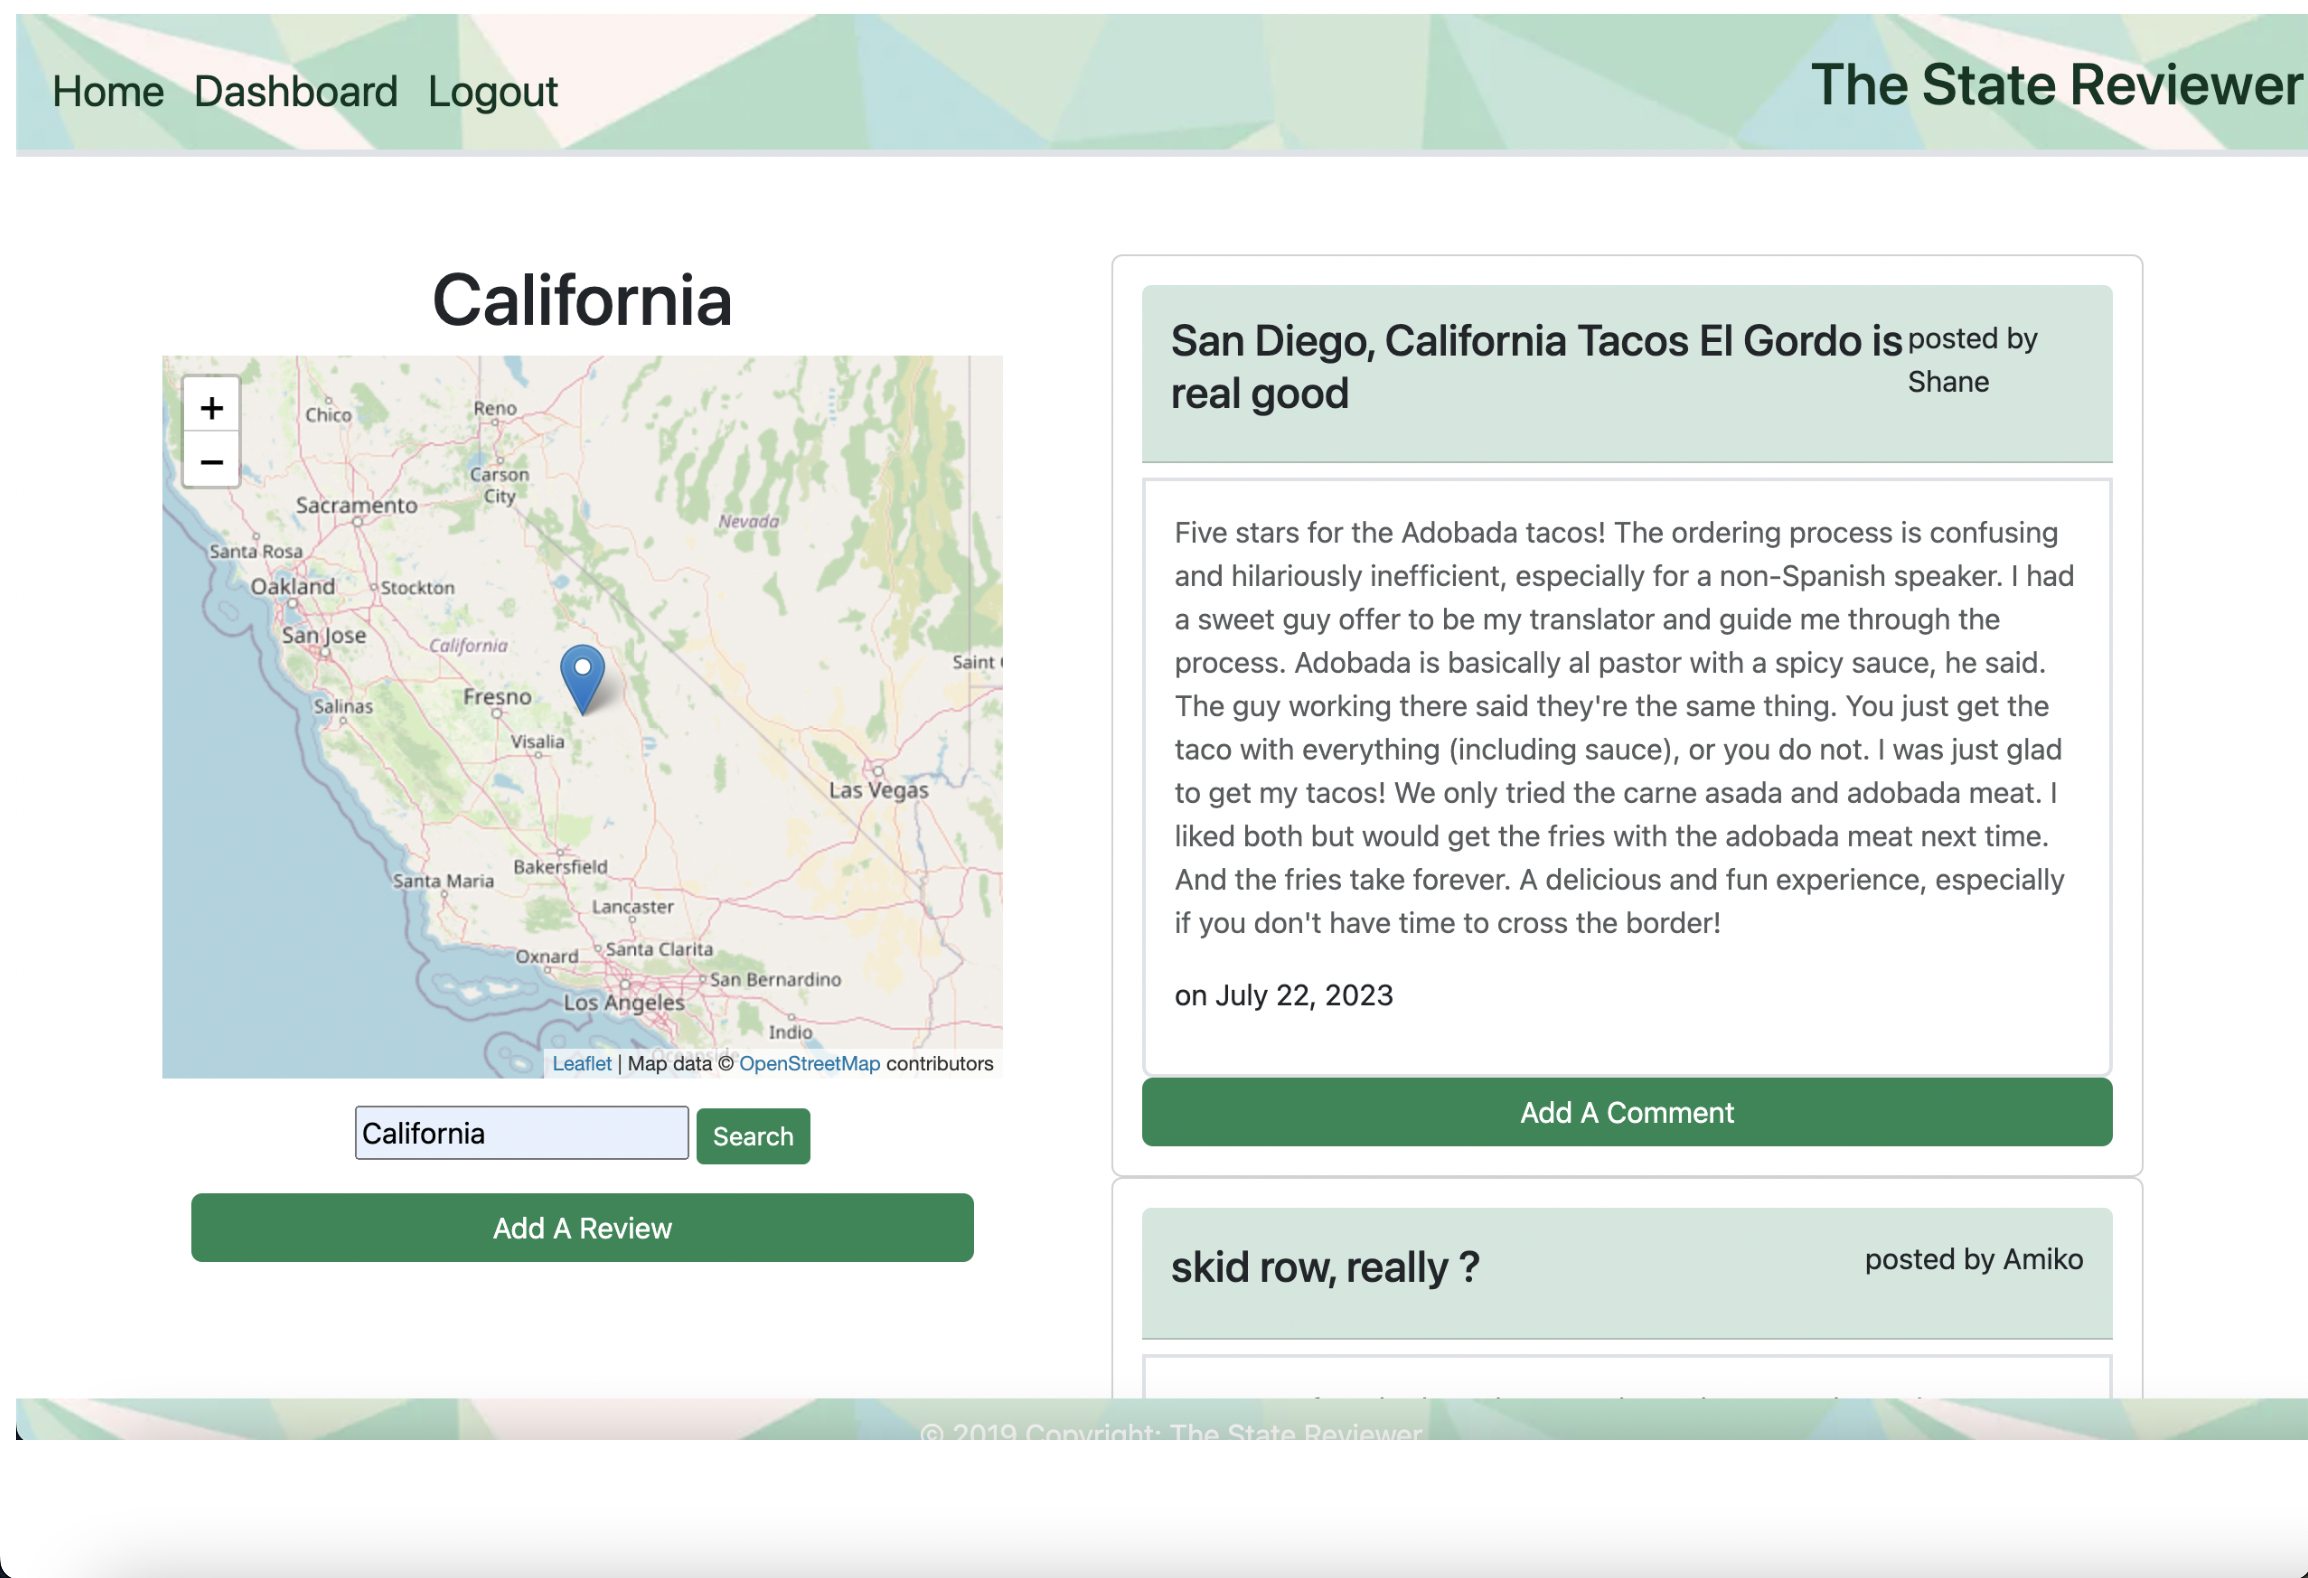 Home Dashboard Logout
The State Reviewer
California
+
−
Chico
Reno
Carson
City
Sacramento
Nevada
Santa Rosa
Oakland
Stockton
San Jose
California
Saint
Fresno
Salinas
Visalia
Las Vegas
Bakersfield
Santa Maria
Lancaster
Oxnard
Santa Clarita
San Bernardino
Los Angeles
Indio
Oceanside
Leaflet | Map data © OpenStreetMap contributors
California
Search
Add A Review
San Diego, California Tacos El Gordo is
real good
posted by
Shane
Five stars for the Adobada tacos! The ordering process is confusing
and hilariously inefficient, especially for a non-Spanish speaker. I had
a sweet guy offer to be my translator and guide me through the
process. Adobada is basically al pastor with a spicy sauce, he said.
The guy working there said they're the same thing. You just get the
taco with everything (including sauce), or you do not. I was just glad
to get my tacos! We only tried the carne asada and adobada meat. I
liked both but would get the fries with the adobada meat next time.
And the fries take forever. A delicious and fun experience, especially
if you don't have time to cross the border!
on July 22, 2023
Add A Comment
skid row, really ?
posted by Amiko
© 2019 Copyright: The State Reviewer